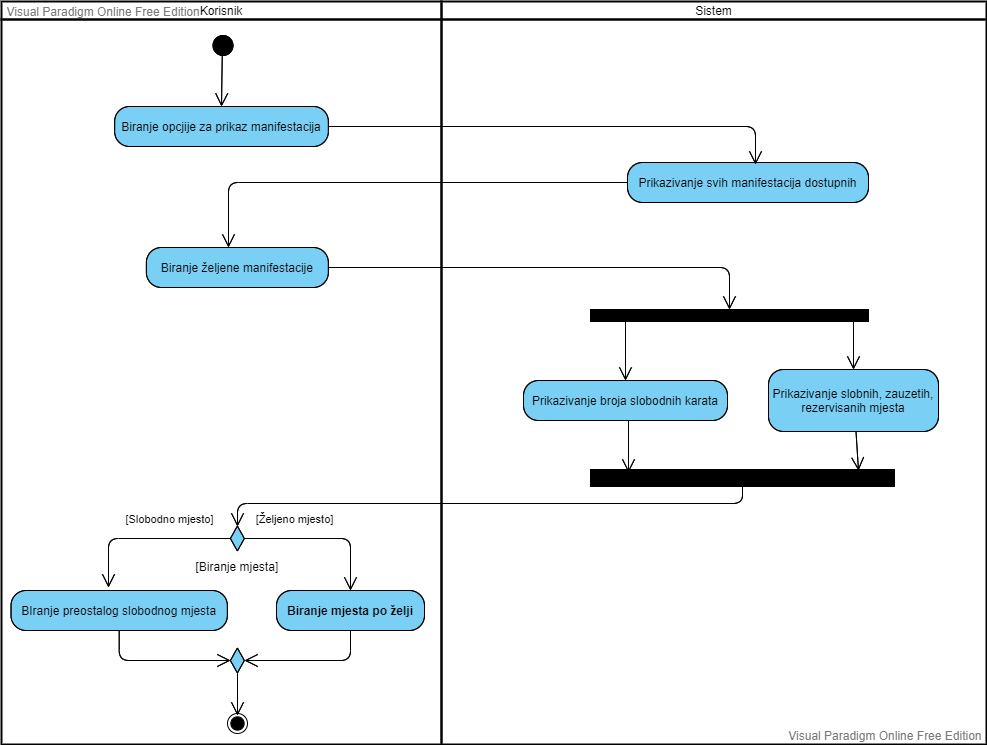 Visual Paradigm Online Free Edition
Korisnik
Sistem
Biranje opcjije za prikaz manifestacija
Prikazivanje svih manifestacija dostupnih
Biranje željene manifestacije
Prikazivanje broja slobodnih karata
Prikazivanje slobnih, zauzetih,
rezervisanih mjesta
[Slobodno mjesto]
[Željeno mjesto]
[Biranje mjesta]
BIranje preostalog slobodnog mjesta
Biranje mjesta po želji
Visual Paradigm Online Free Edition